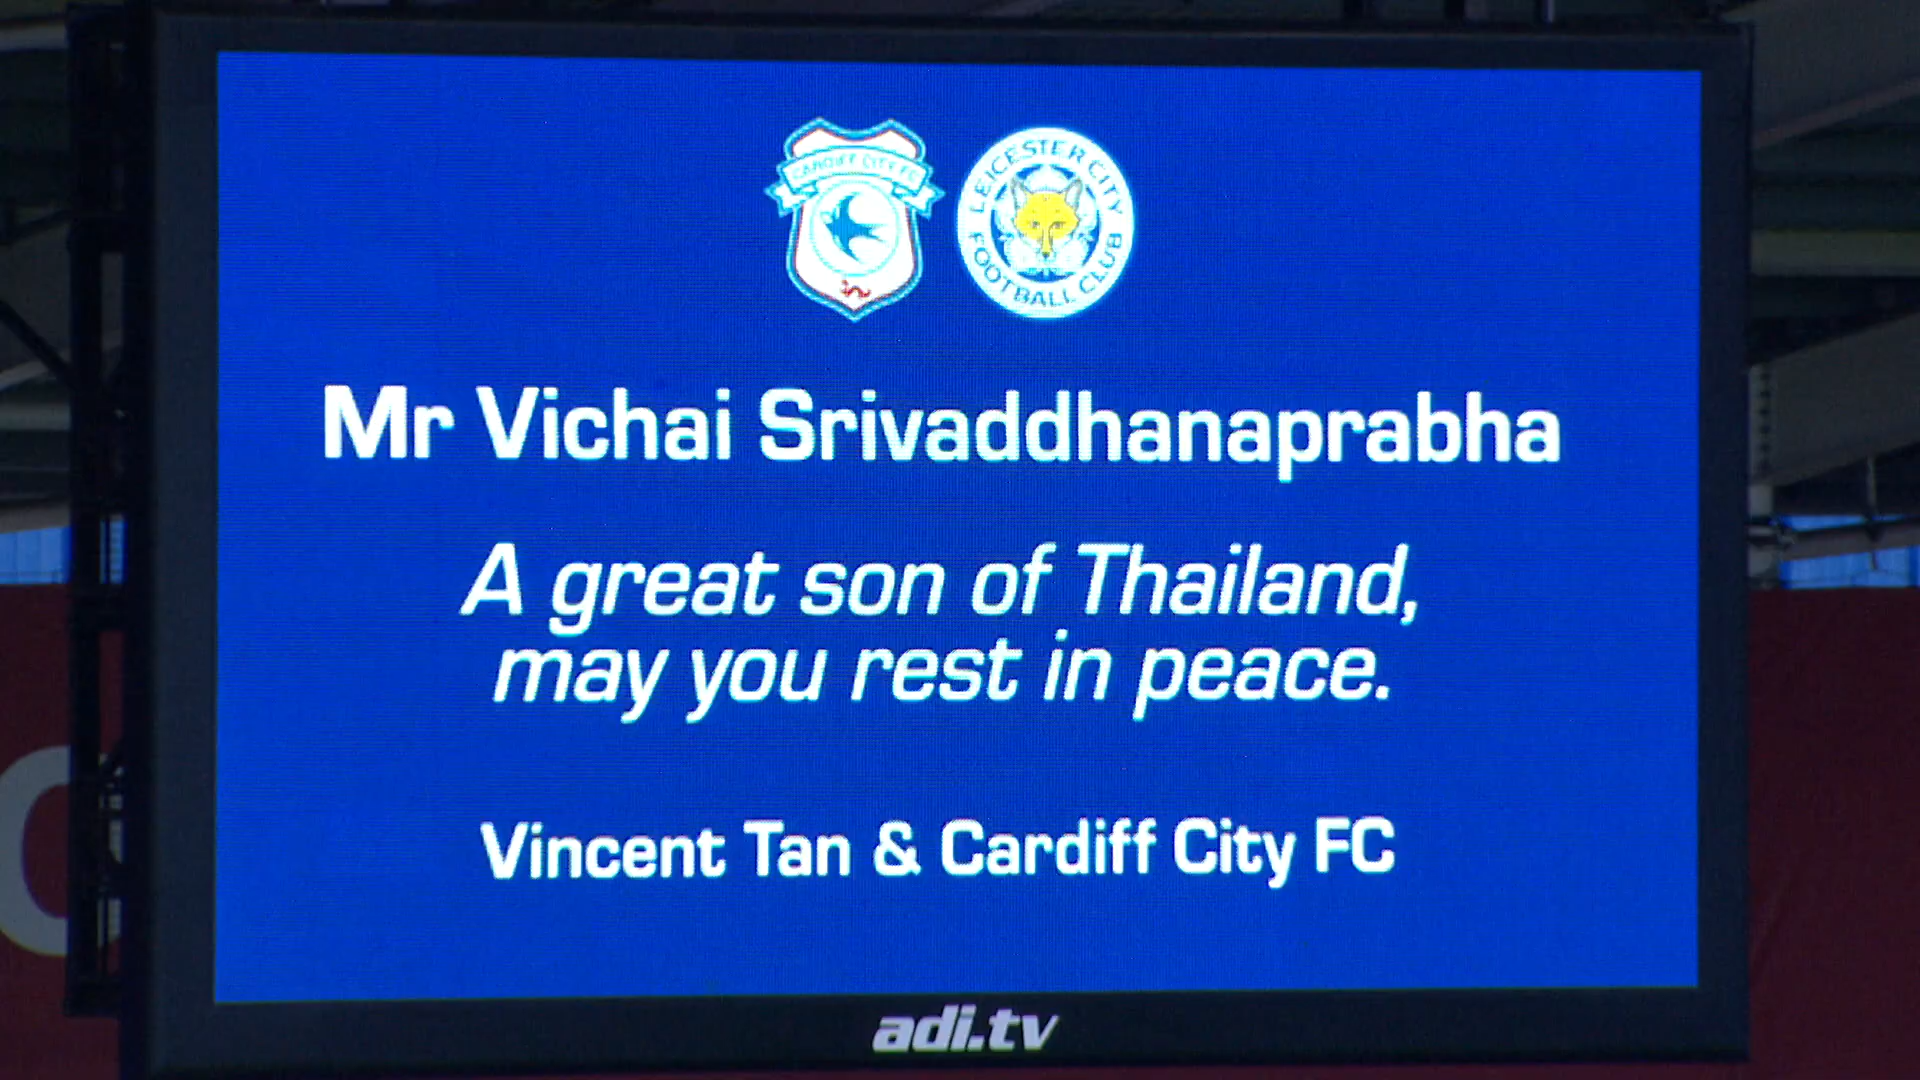 CARDIFF CITY FC
LEICESTER CITY
FOOTBALL CLUB
Mr Vichai Srivaddhanaprabha
A great son of Thailand,
may you rest in peace.
Vincent Tan & Cardiff City FC
adi.tv